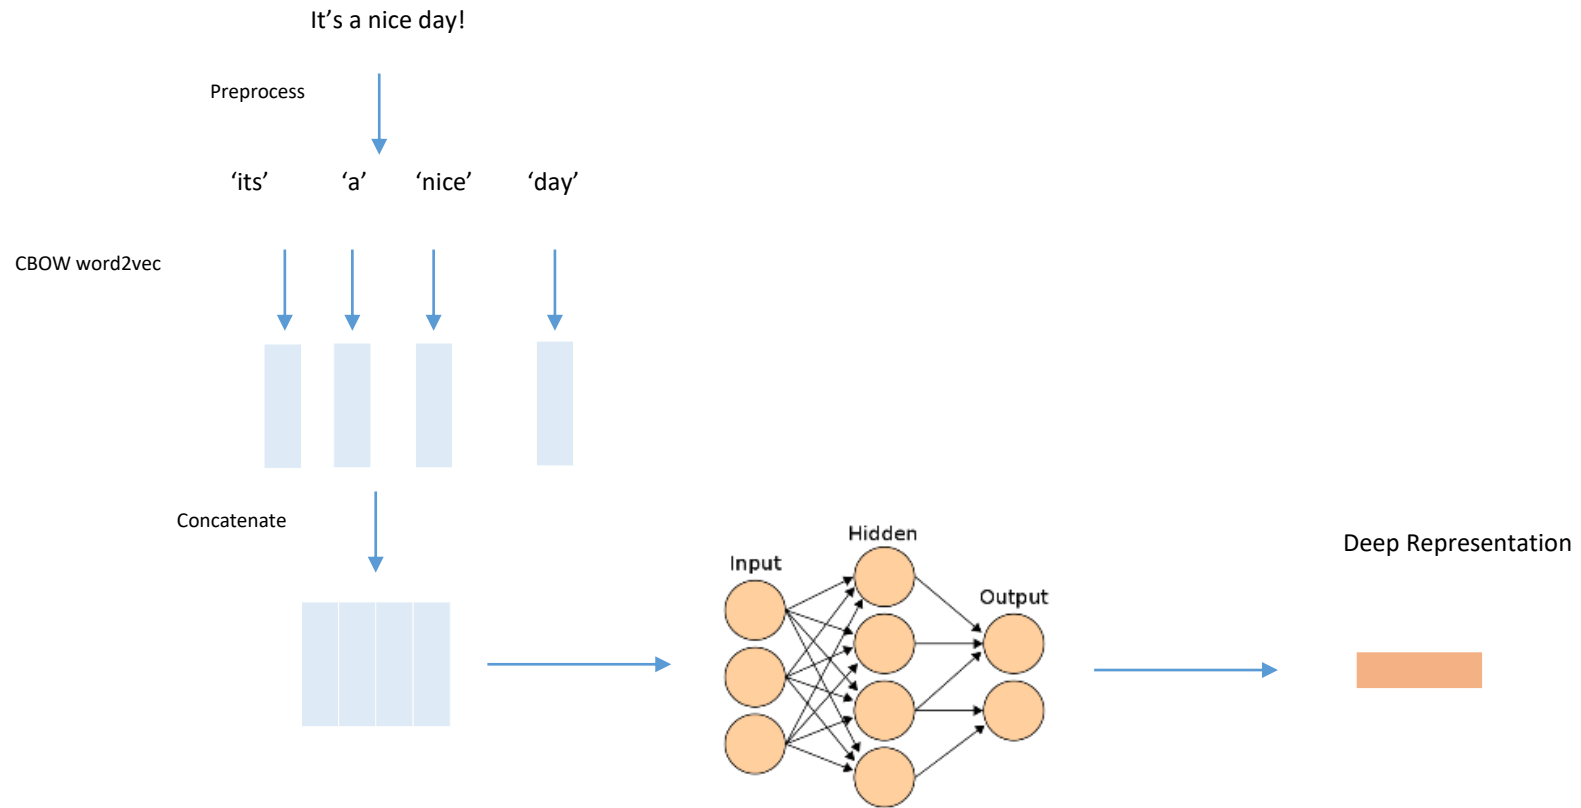 It’s a nice day!
Preprocess
‘its’ ‘a’ ‘nice’ ‘day’
CBOW word2vec
Concatenate
Hidden
Input
Output
Deep Representation